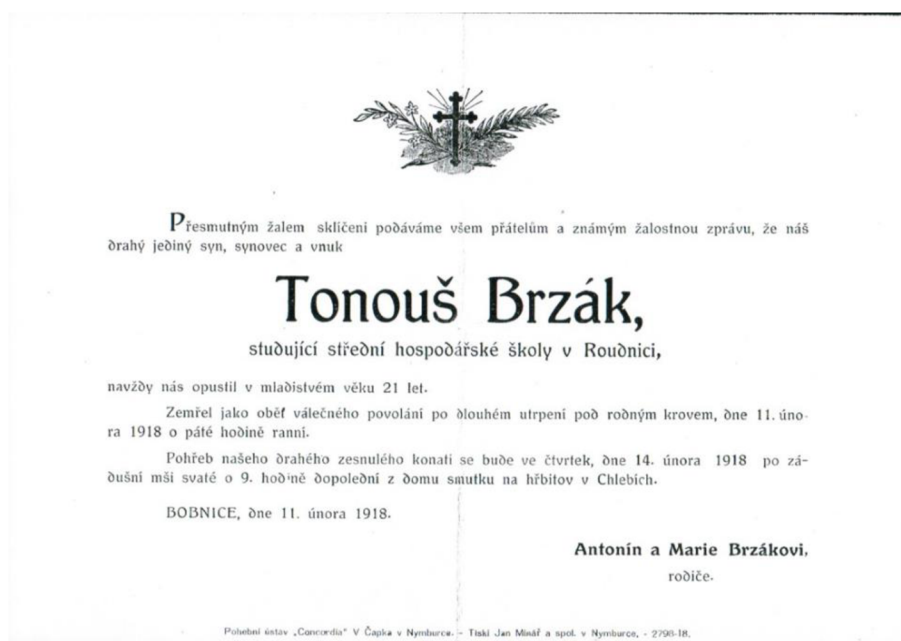 Přesmutným žalem sklíčeni podáváme všem přátelům a známým žalostnou zprávu, že náš
drahý jediný syn, synovec a vnuk
Tonouš Brzák,
studující střední hospodářské školy v Roudnici,
navždy nás opustil v mladistvém věku 21 let.
Zemřel jako oběť válečného povolání po dlouhém utrpení pod rodným krovem, dne 11. úno-
ra 1918 o páté hodině ranní.
Pohřeb našeho drahého zesnulého konati se bude ve čtvrtek, dne 14. února 1918 po zá-
dušní mši svaté o 9. hodině dopolední z domu smutku na hřbitov v Chlebích.
BOBNICE, dne 11. února 1918.
Antonín a Marie Brzákovi,
rodiče.
Pohřební ústav „Concordia" V Čapka v Nymburce. - Tiskl Jan Minář a spol. v Nymburce. - 2798-18.